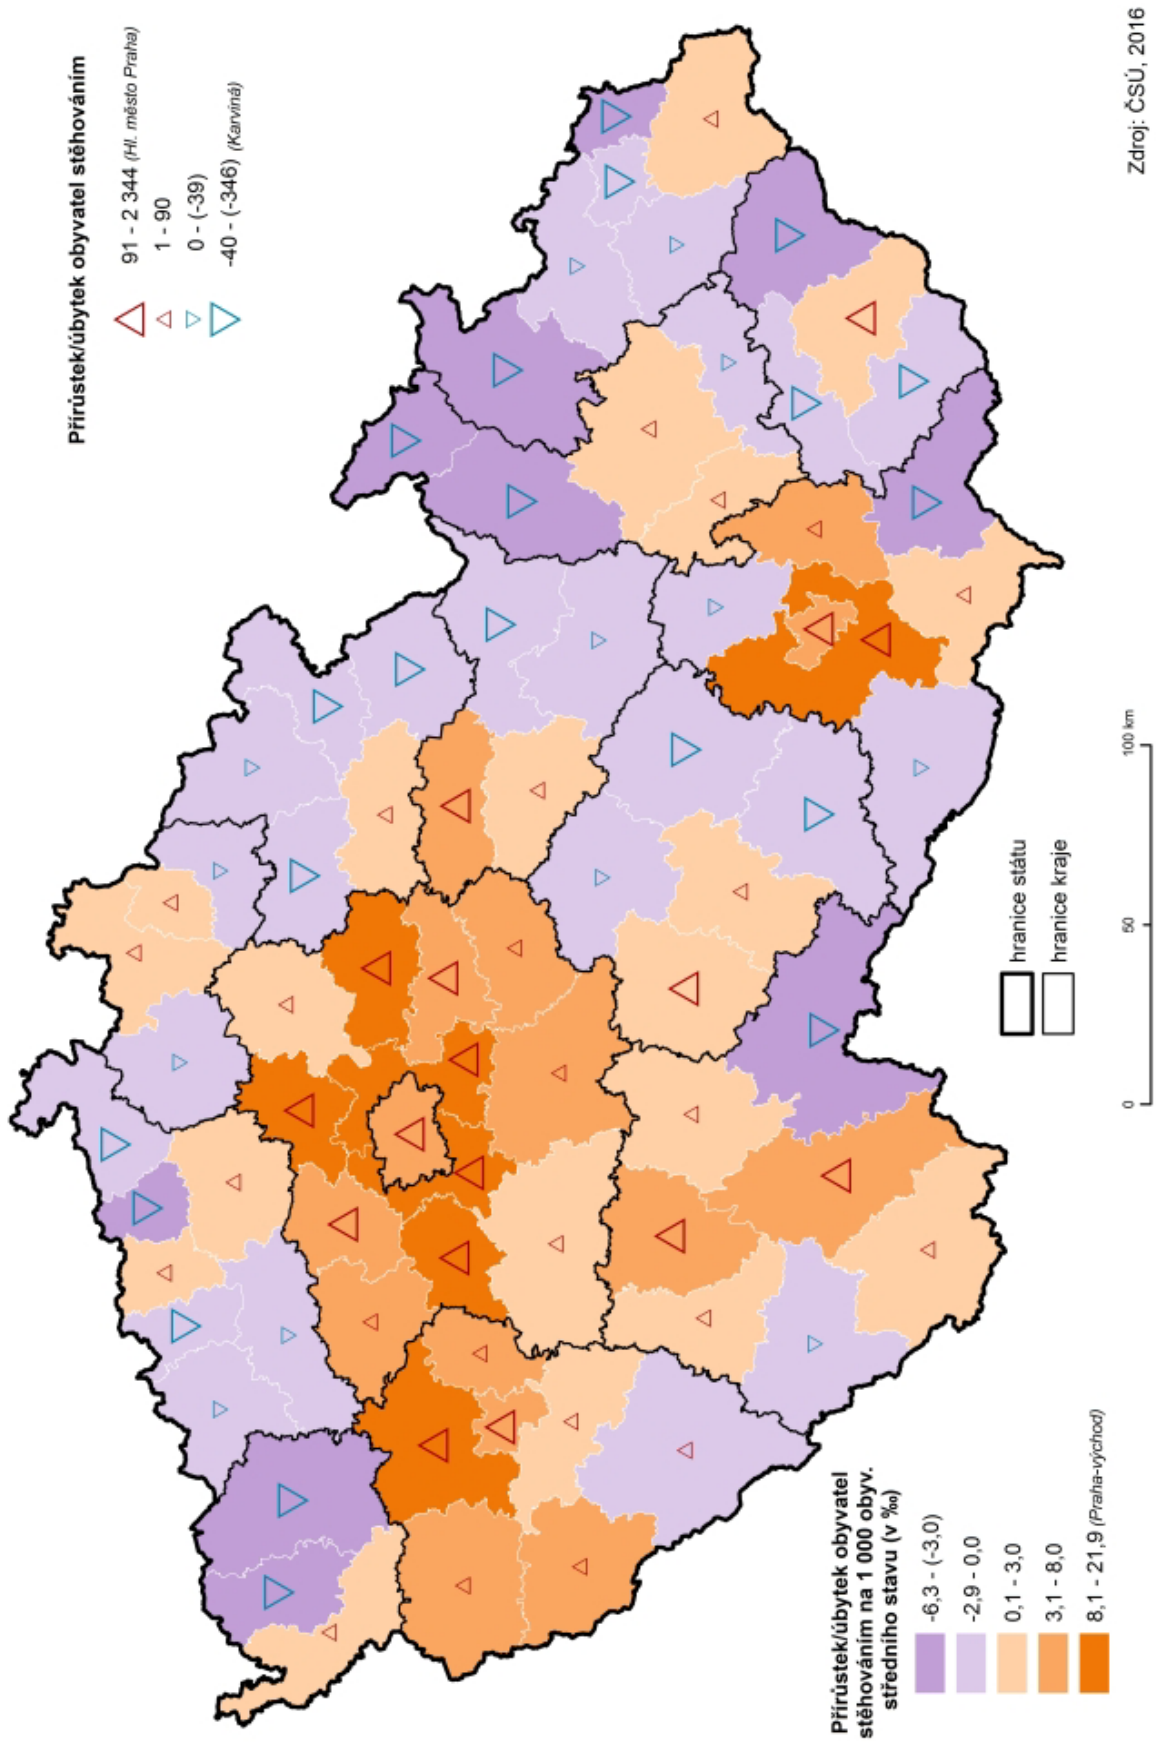 Přírůstek/úbytek obyvatel stěhováním
91 - 2 344 (Hl. město Praha)
1 - 90
0 - (-39)
-40 - (-346) (Karviná)
Přírůstek/úbytek obyvatel
stěhováním na 1 000 obyv.
středního stavu (v ‰)
-6,3 - (-3,0)
-2,9 - 0,0
0,1 - 3,0
3,1 - 8,0
8,1 - 21,9 (Praha-východ)
hranice státu
hranice kraje
0
50
100 km
Zdroj: ČSÚ, 2016